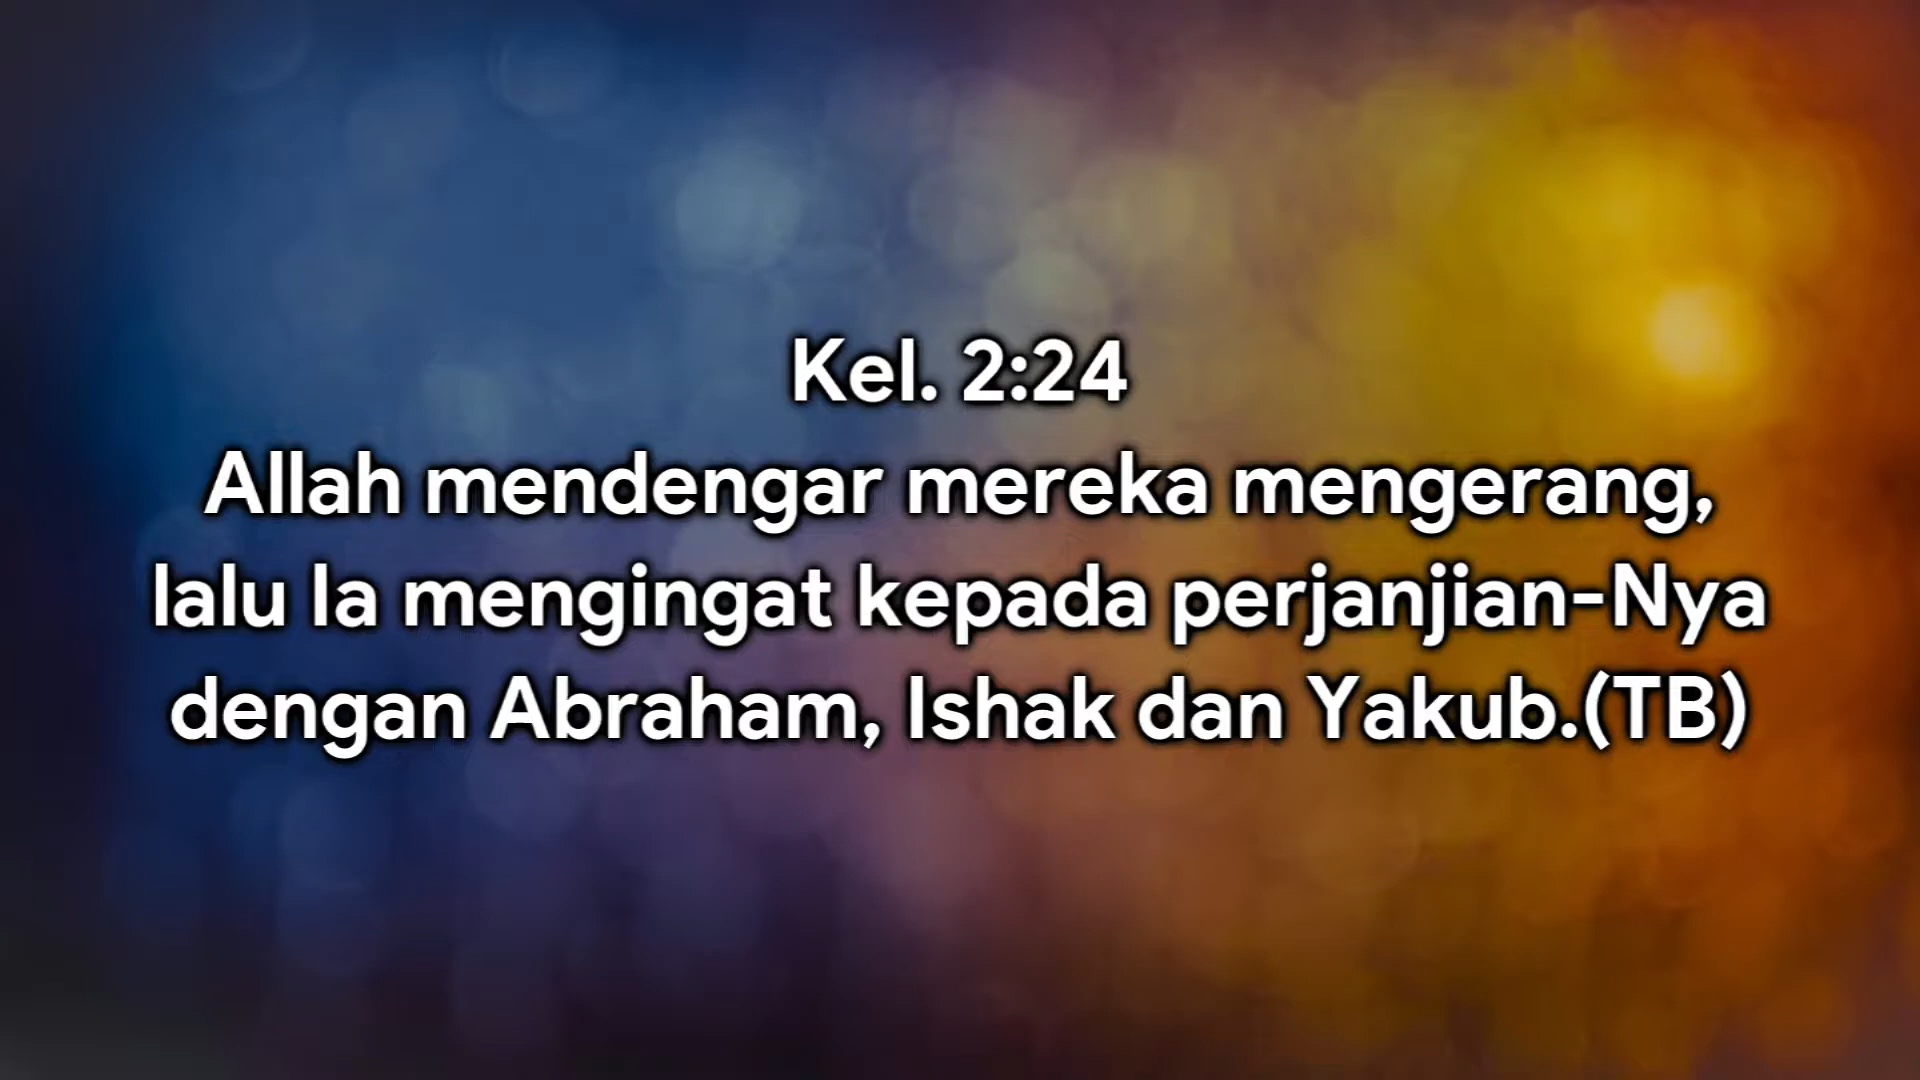 Kel. 2:24
Allah mendengar mereka mengerang,
lalu Ia mengingat kepada perjanjian-Nya
dengan Abraham, Ishak dan Yakub.(TB)